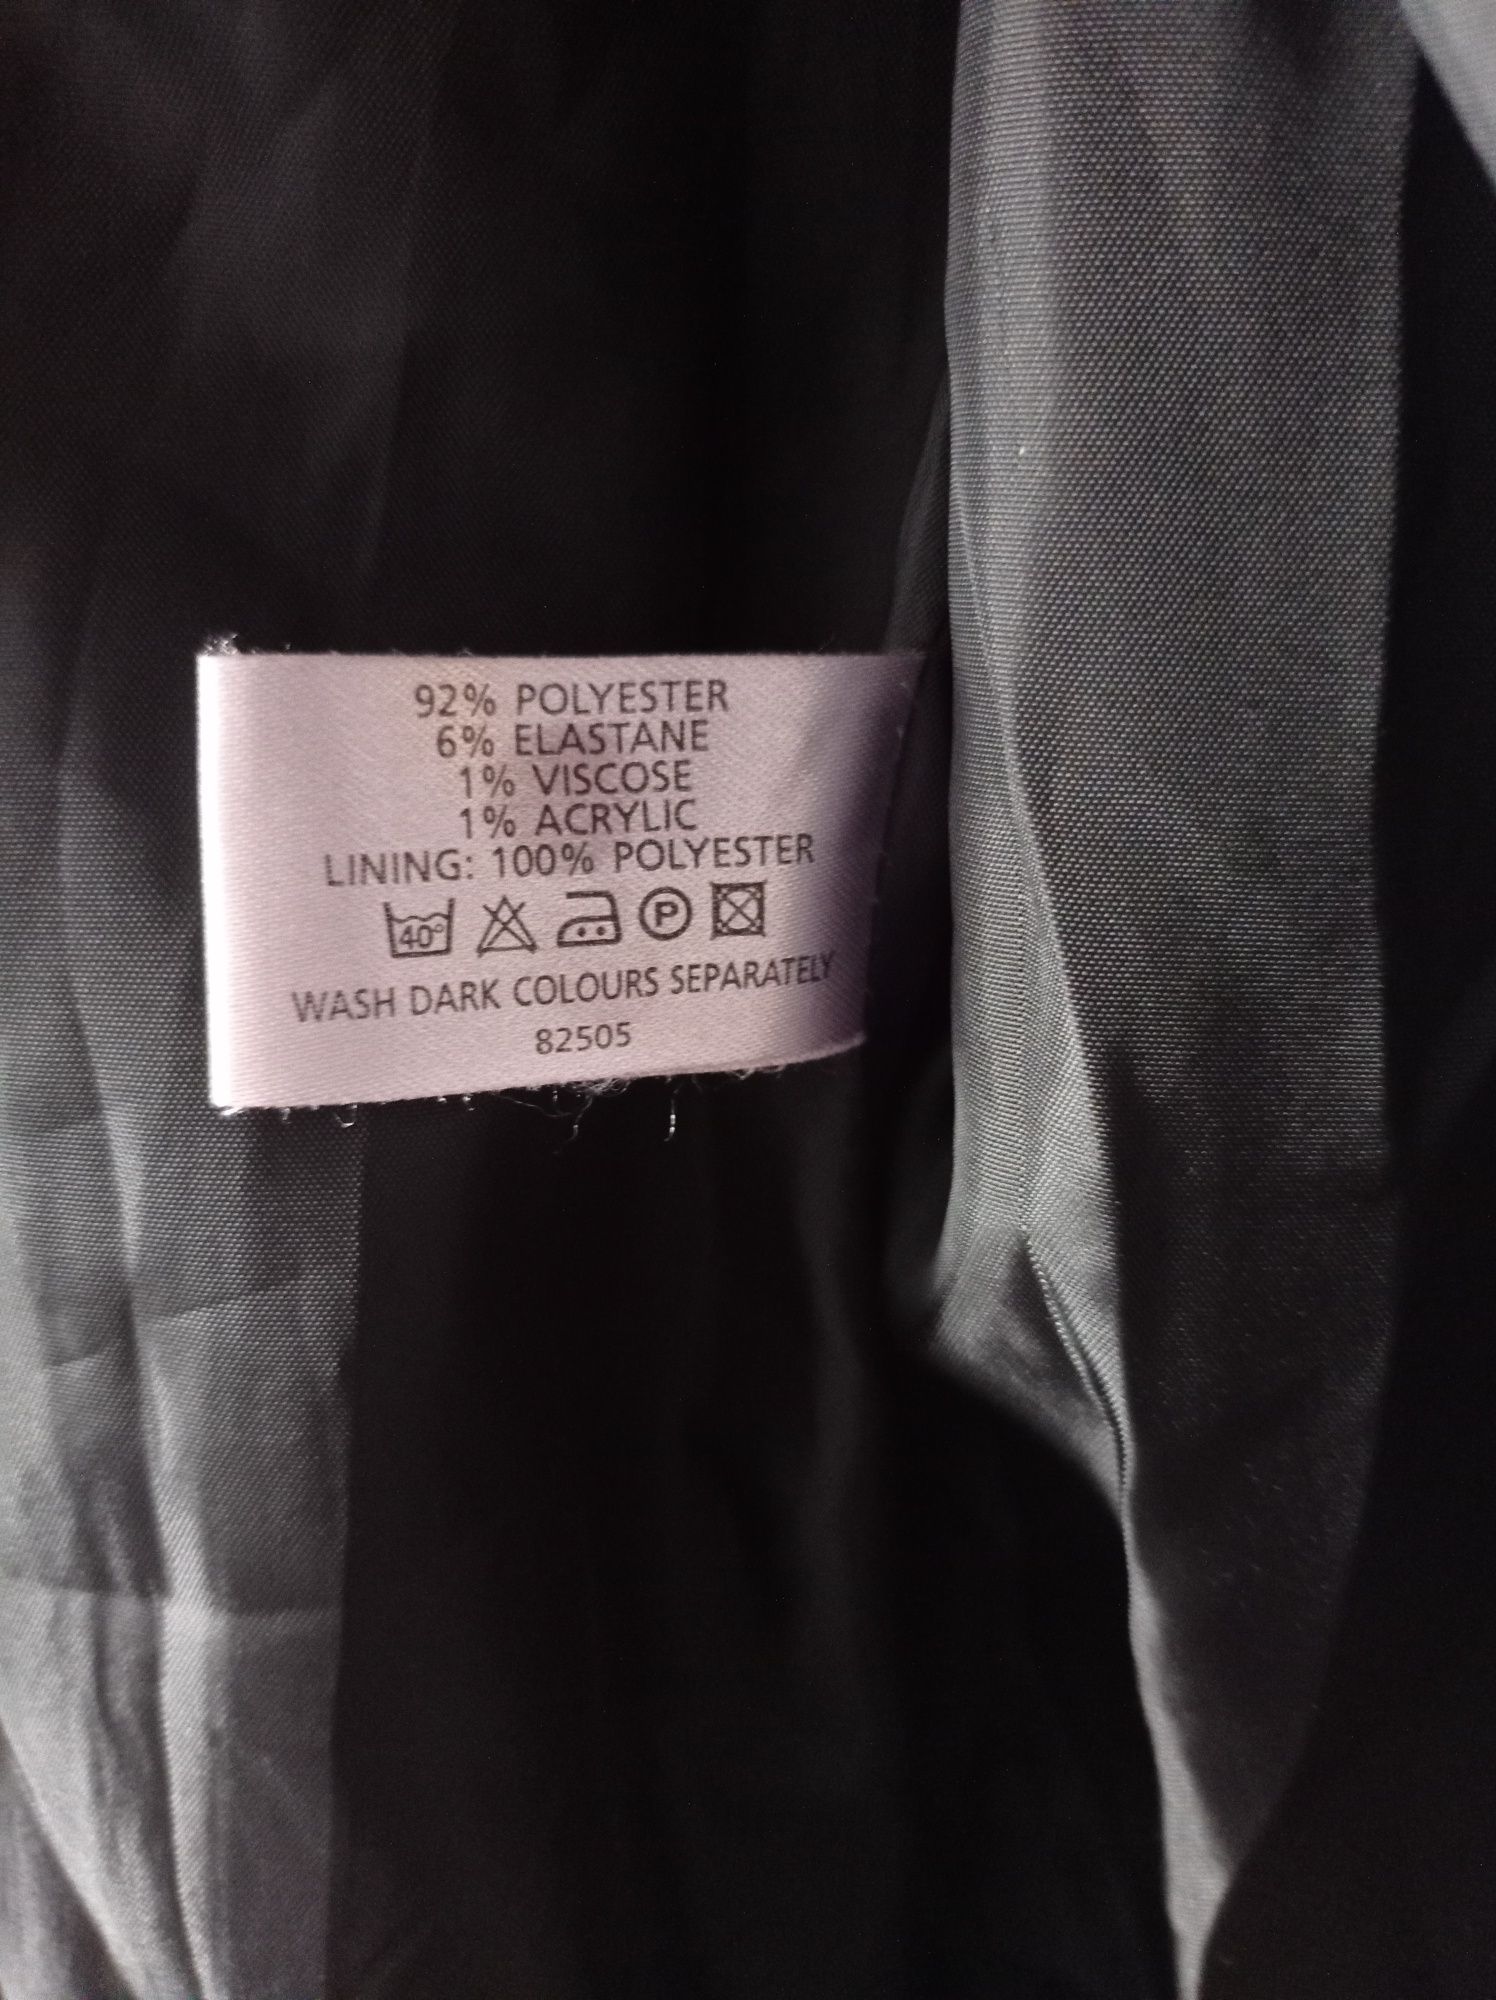 92% POLYESTER
6% ELASTANE
1% VISCOSE
1% ACRYLIC
LINING: 100% POLYESTER
40° P
WASH DARK COLOURS SEPARATELY
82505